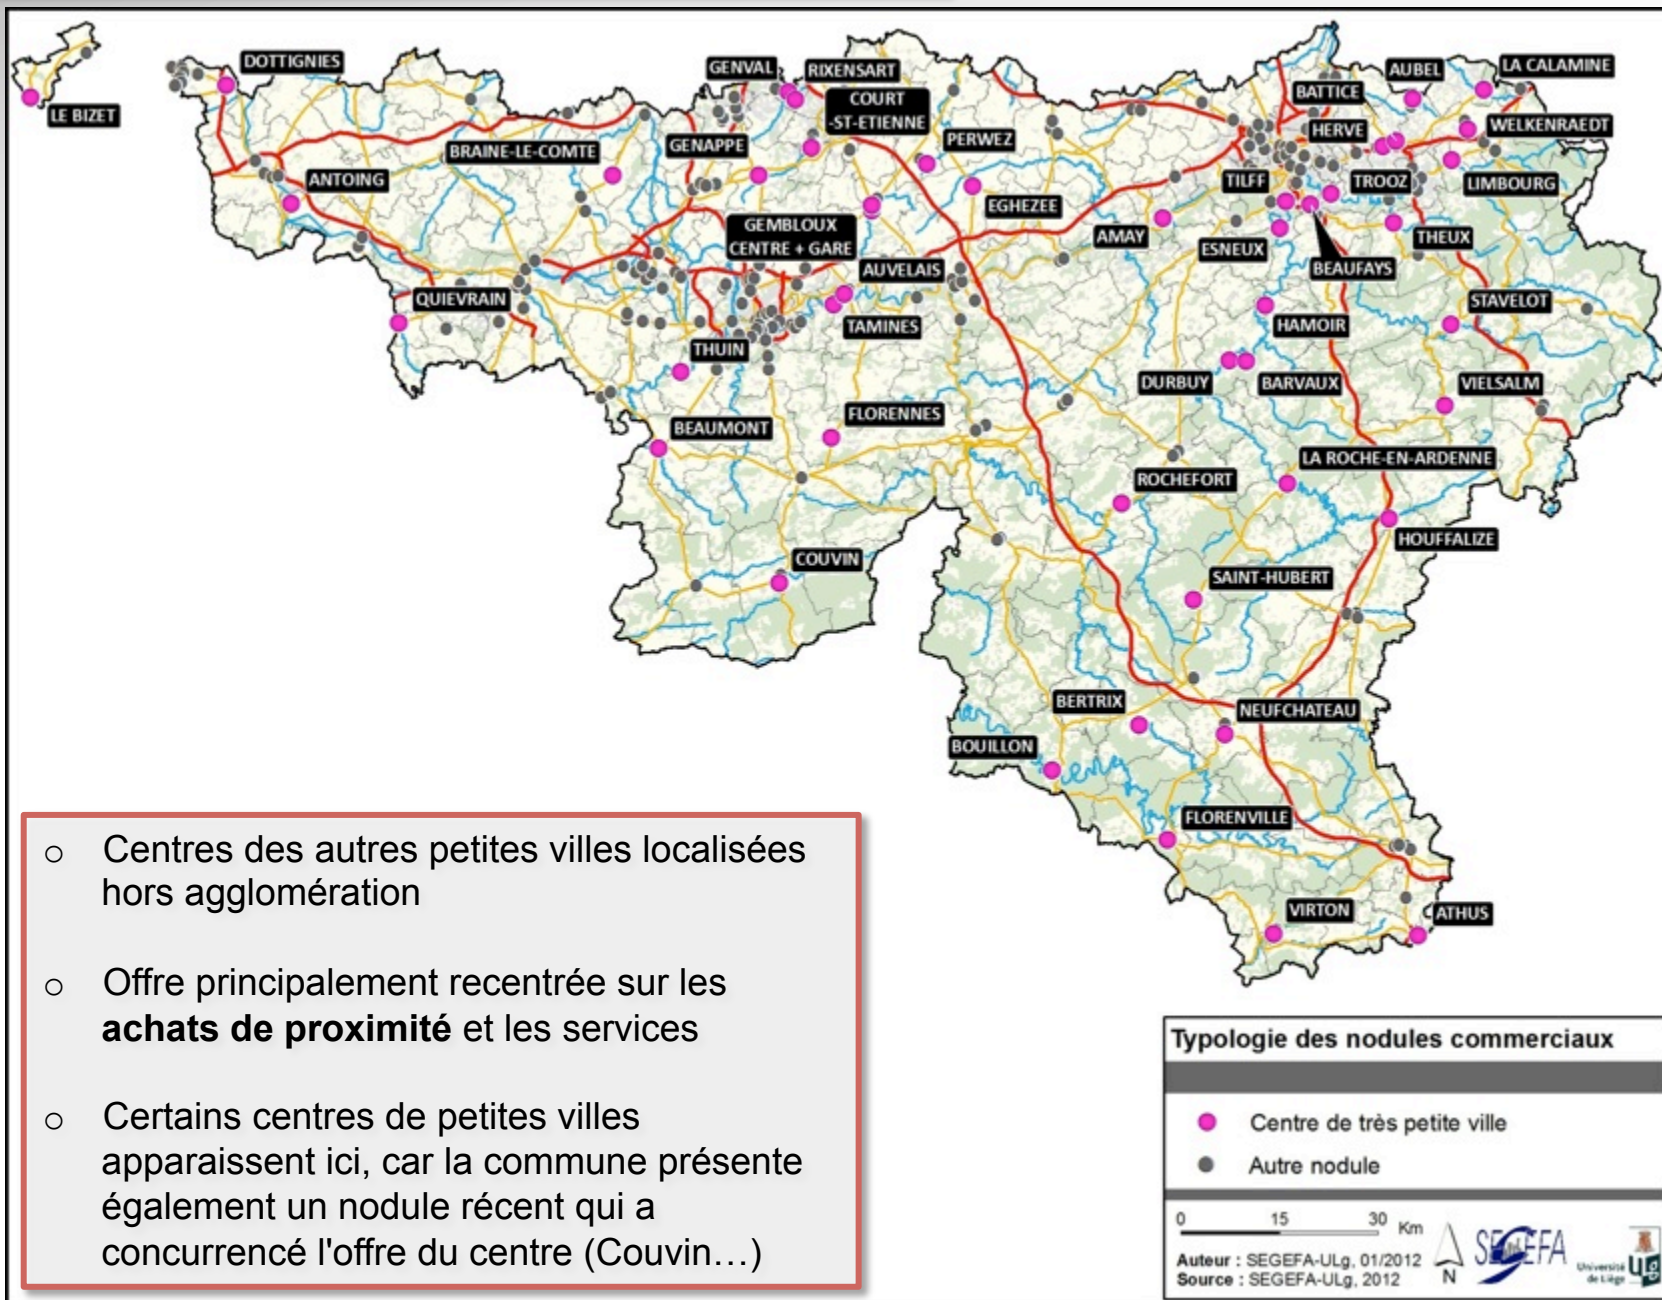 DOTTIGNIES
LE BIZET
GENVAL
RIXENSART
COURT
-ST-ETIENNE
AUBEL
LA CALAMINE
BATTICE
HERVE
WELKENRAEDT
BRAINE-LE-COMTE
GENAPPE
PERWEZ
ANTOING
EGHEZEE
TILFF
TROOZ
LIMBOURG
GEMBLOUX
CENTRE + GARE
AMAY
ESNEUX
THEUX
BEAUFAYS
AUVELAIS
QUIEVRAIN
TAMINES
STAVELOT
HAMOIR
THUIN
DURBUY
BARVAUX
VIELSALM
BEAUMONT
FLORENNES
LA ROCHE-EN-ARDENNE
ROCHEFORT
HOUFFALIZE
COUVIN
SAINT-HUBERT
BERTRIX
NEUFCHATEAU
BOUILLON
FLORENVILLE
VIRTON
ATHUS
o Centres des autres petites villes localisées
hors agglomération
o Offre principalement recentrée sur les
achats de proximité et les services
o Certains centres de petites villes
apparaissent ici, car la commune présente
également un nodule récent qui a
concurrencé l'offre du centre (Couvin…)
Typologie des nodules commerciaux
Centre de très petite ville
Autre nodule
0 15 30 Km
Auteur : SEGEFA-ULg, 01/2012
Source : SEGEFA-ULg, 2012
N
SEGEFA
Université
de Liège
ULg